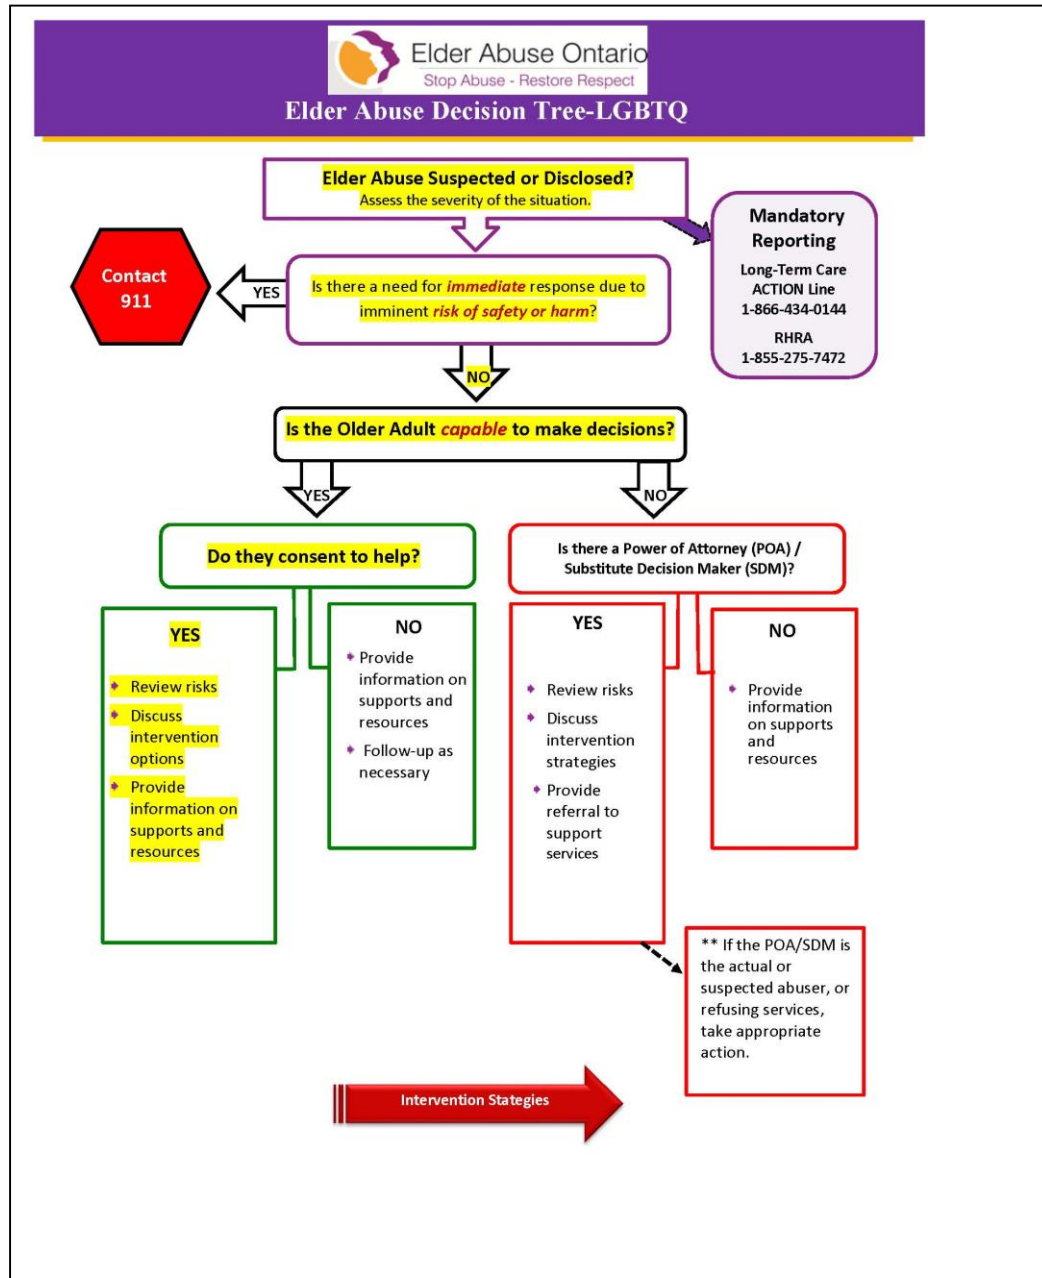 Elder Abuse Ontario
Stop Abuse - Restore Respect
Elder Abuse Decision Tree-LGBTQ
Elder Abuse Suspected or Disclosed?
Assess the severity of the situation.
Mandatory
Reporting
Long-Term Care
ACTION Line
1-866-434-0144
RHRA
1-855-275-7472
Contact
911
YES
Is there a need for immediate response due to
imminent risk of safety or harm?
NO
Is the Older Adult capable to make decisions?
YES
NO
Do they consent to help?
Is there a Power of Attorney (POA) /
Substitute Decision Maker (SDM)?
YES
Review risks
Discuss
intervention
options
Provide
information on
supports and
resources
NO
Provide
information on
supports and
resources
Follow-up as
necessary
YES
Review risks
Discuss
intervention
strategies
Provide
referral to
support
services
NO
Provide
information
on supports
and
resources
** If the POA/SDM is
the actual or
suspected abuser, or
refusing services,
take appropriate
action.
Intervention Stategies